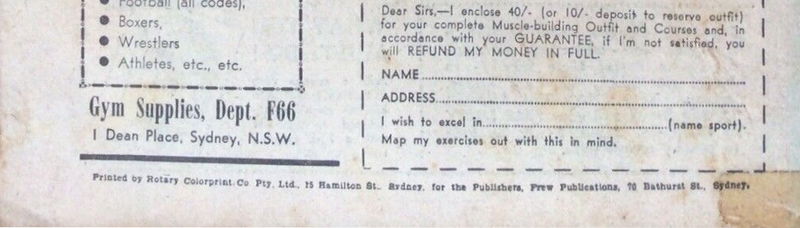 ● Football (all codes),
● Boxers,
● Wrestlers
● Athletes, etc., etc.
Gym Supplies, Dept. F66
1 Dean Place, Sydney, N.S.W.
Dear Sirs,—I enclose 40/- (or 10/- deposit to reserve outfit)
for your complete Muscle-building Outfit and Courses and, in
accordance with your GUARANTEE, if I'm not satisfied, you
will REFUND MY MONEY IN FULL.
NAME
ADDRESS
I wish to excel in (name sport).
Map my exercises out with this in mind.
Printed by Rotary Colorprint Co Pty. Ltd., 15 Hamilton St., Sydney, for the Publishers, Frew Publications, 70 Bathurst St., Sydney.